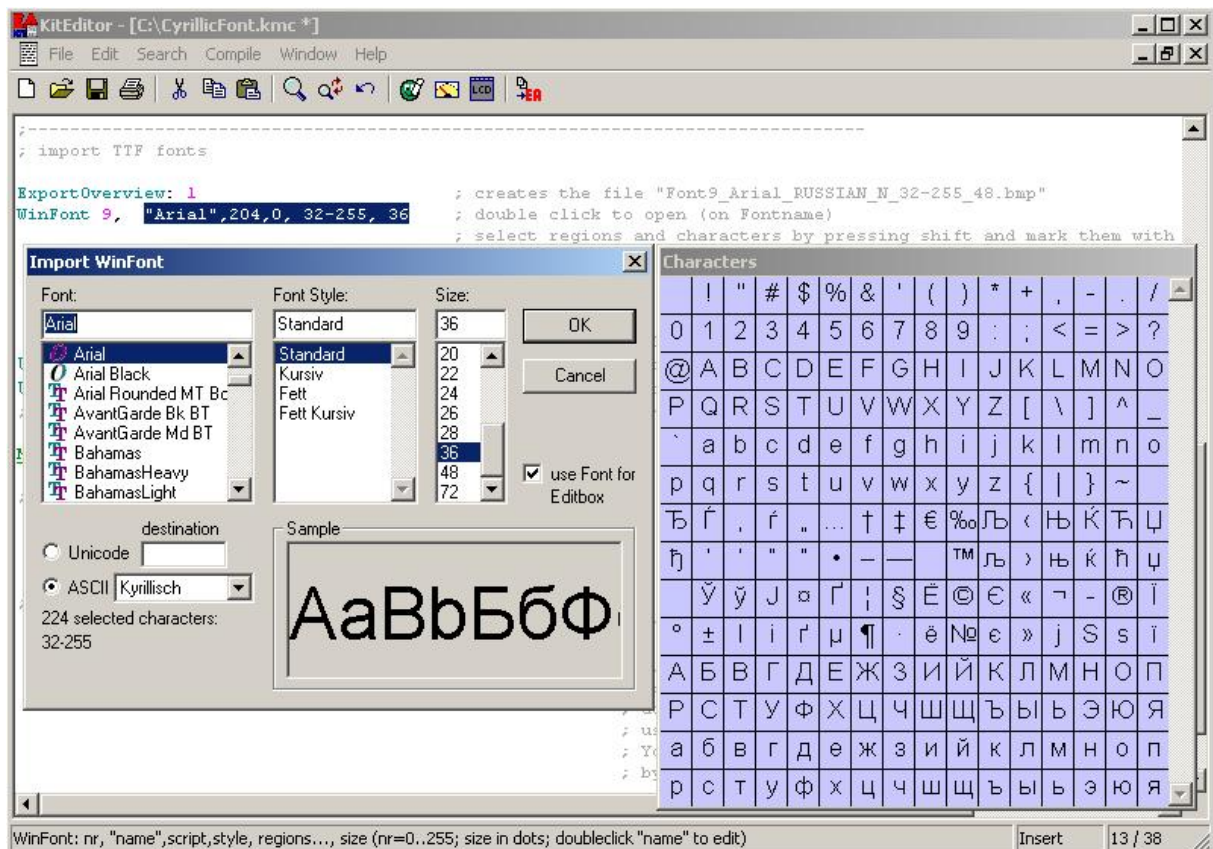 KitEditor - [C:\CyrillicFont.kmc *]
File Edit Search Compile Window Help
LCD
EA
;--------------------------------------------------------------------------------
; import TTF fonts
ExportOverview: 1 ; creates the file "Font9_Arial_RUSSIAN_N_32-255_48.bmp"
WinFont 9, "Arial",204,0, 32-255, 36 ; double click to open (on Fontname)
; select regions and characters by pressing shift and mark them with
Import WinFont
Font:
Font Style:
Size:
Arial
Standard
36
OK
Cancel
Arial
Arial Black
Arial Rounded MT Bc
AvantGarde Bk BT
AvantGarde Md BT
Bahamas
BahamasHeavy
BahamasLight
Standard
Kursiv
Fett
Fett Kursiv
20
22
24
26
28
36
48
72
use Font for
Editbox
destination
Unicode
ASCII Kyrillisch
224 selected characters:
32-255
Sample
AaBbБбФ
Characters
! " # $ % & ' ( ) * + , - . /
0 1 2 3 4 5 6 7 8 9 : ; < = > ?
@ A B C D E F G H I J K L M N O
P Q R S T U V W X Y Z [ \ ] ^ _
` a b c d e f g h i j k l m n o
p q r s t u v w x y z { | } ~
Ђ Ѓ ‚ ѓ „ … † ‡ € ‰ Љ ‹ Њ Ќ Ћ Џ
ђ ‘ ’ “ ” • – — ™ љ › њ ќ ћ џ
Ў ў Ј ¤ Ґ ¦ § Ё © Є « ¬ - ® Ї
° ± І і ґ µ ¶ · ё № є » ј Ѕ ѕ ї
А Б В Г Д Е Ж З И Й К Л М Н О П
Р С Т У Ф Х Ц Ч Ш Щ Ъ Ы Ь Э Ю Я
а б в г д е ж з и й к л м н о п
р с т у ф х ц ч ш щ ъ ы ь э ю я
WinFont: nr, "name",script,style, regions..., size (nr=0..255; size in dots; doubleclick "name" to edit)
Insert
13 / 38